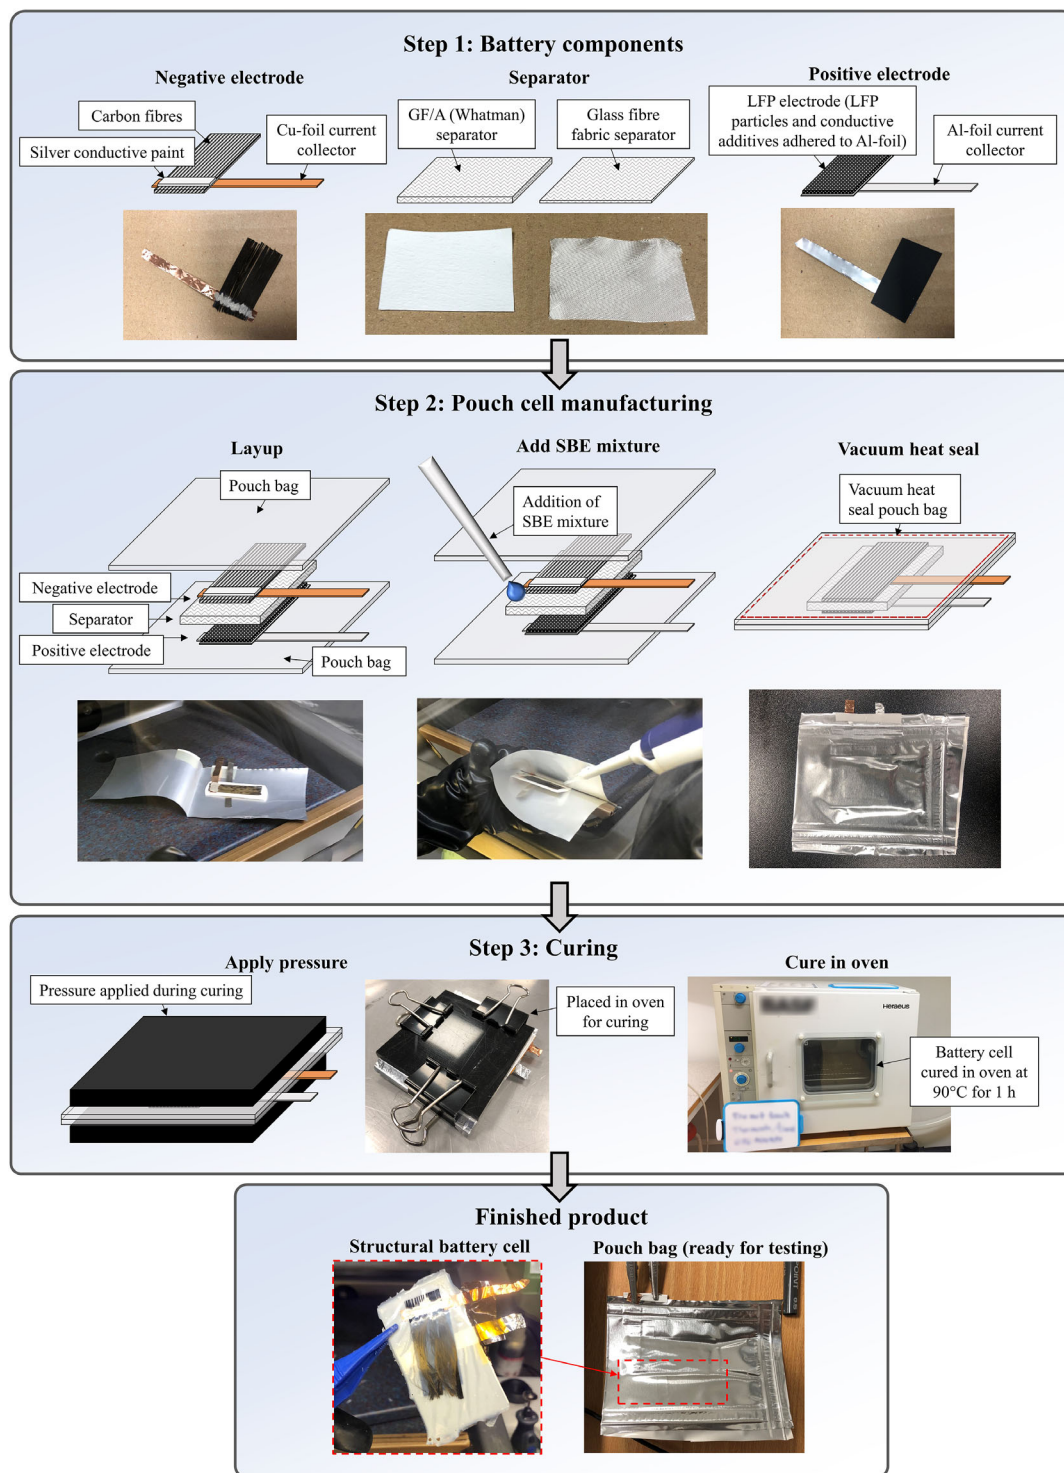 Step 1: Battery components
Negative electrode
Separator
Positive electrode
Carbon fibres
Silver conductive paint
Cu-foil current
collector
GF/A (Whatman)
separator
Glass fibre
fabric separator
LFP electrode (LFP
particles and conductive
additives adhered to Al-foil)
Al-foil current
collector
Step 2: Pouch cell manufacturing
Layup
Add SBE mixture
Vacuum heat seal
Pouch bag
Negative electrode
Separator
Positive electrode
Pouch bag
Addition of
SBE mixture
Vacuum heat
seal pouch bag
Step 3: Curing
Apply pressure
Cure in oven
Pressure applied during curing
Placed in oven
for curing
Heraeus
Battery cell
cured in oven at
90°C for 1 h
Finished product
Structural battery cell
Pouch bag (ready for testing)